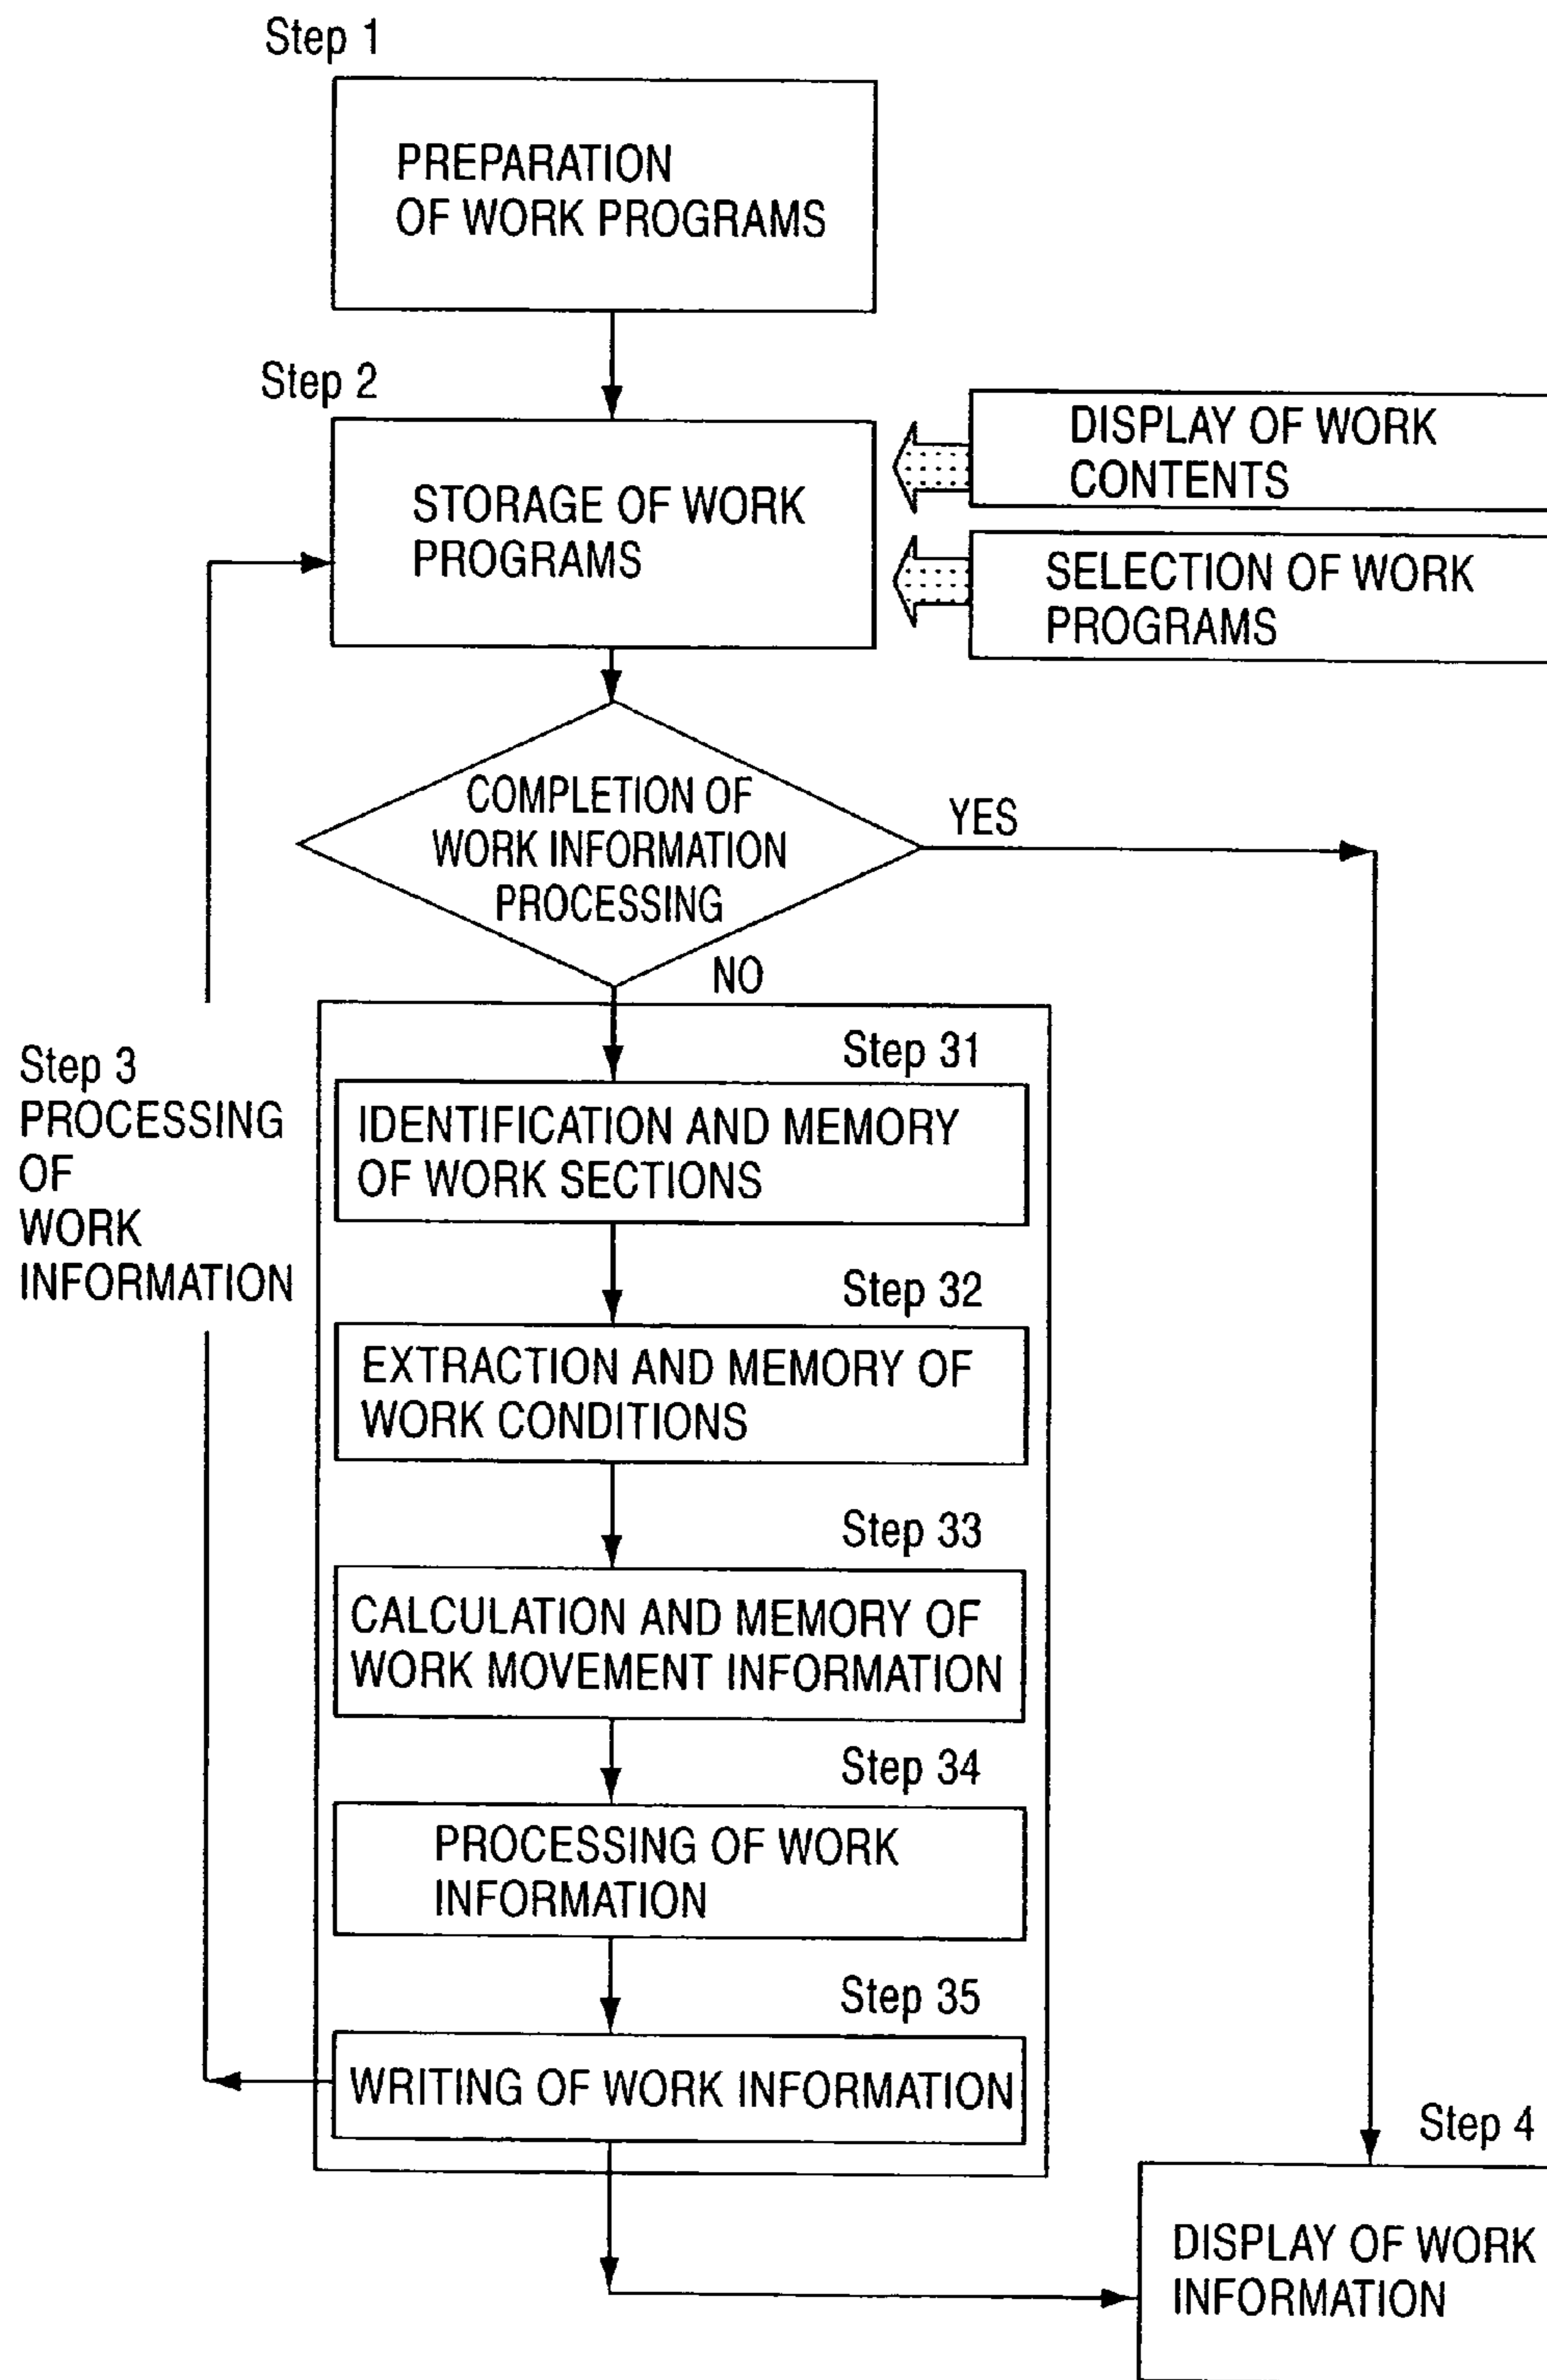 Step 1
PREPARATION
OF WORK PROGRAMS
Step 2
STORAGE OF WORK
PROGRAMS
DISPLAY OF WORK
CONTENTS
SELECTION OF WORK
PROGRAMS
COMPLETION OF
WORK INFORMATION
PROCESSING
YES
NO
Step 3
PROCESSING
OF
WORK
INFORMATION
Step 31
IDENTIFICATION AND MEMORY
OF WORK SECTIONS
Step 32
EXTRACTION AND MEMORY OF
WORK CONDITIONS
Step 33
CALCULATION AND MEMORY OF
WORK MOVEMENT INFORMATION
Step 34
PROCESSING OF WORK
INFORMATION
Step 35
WRITING OF WORK INFORMATION
Step 4
DISPLAY OF WORK
INFORMATION